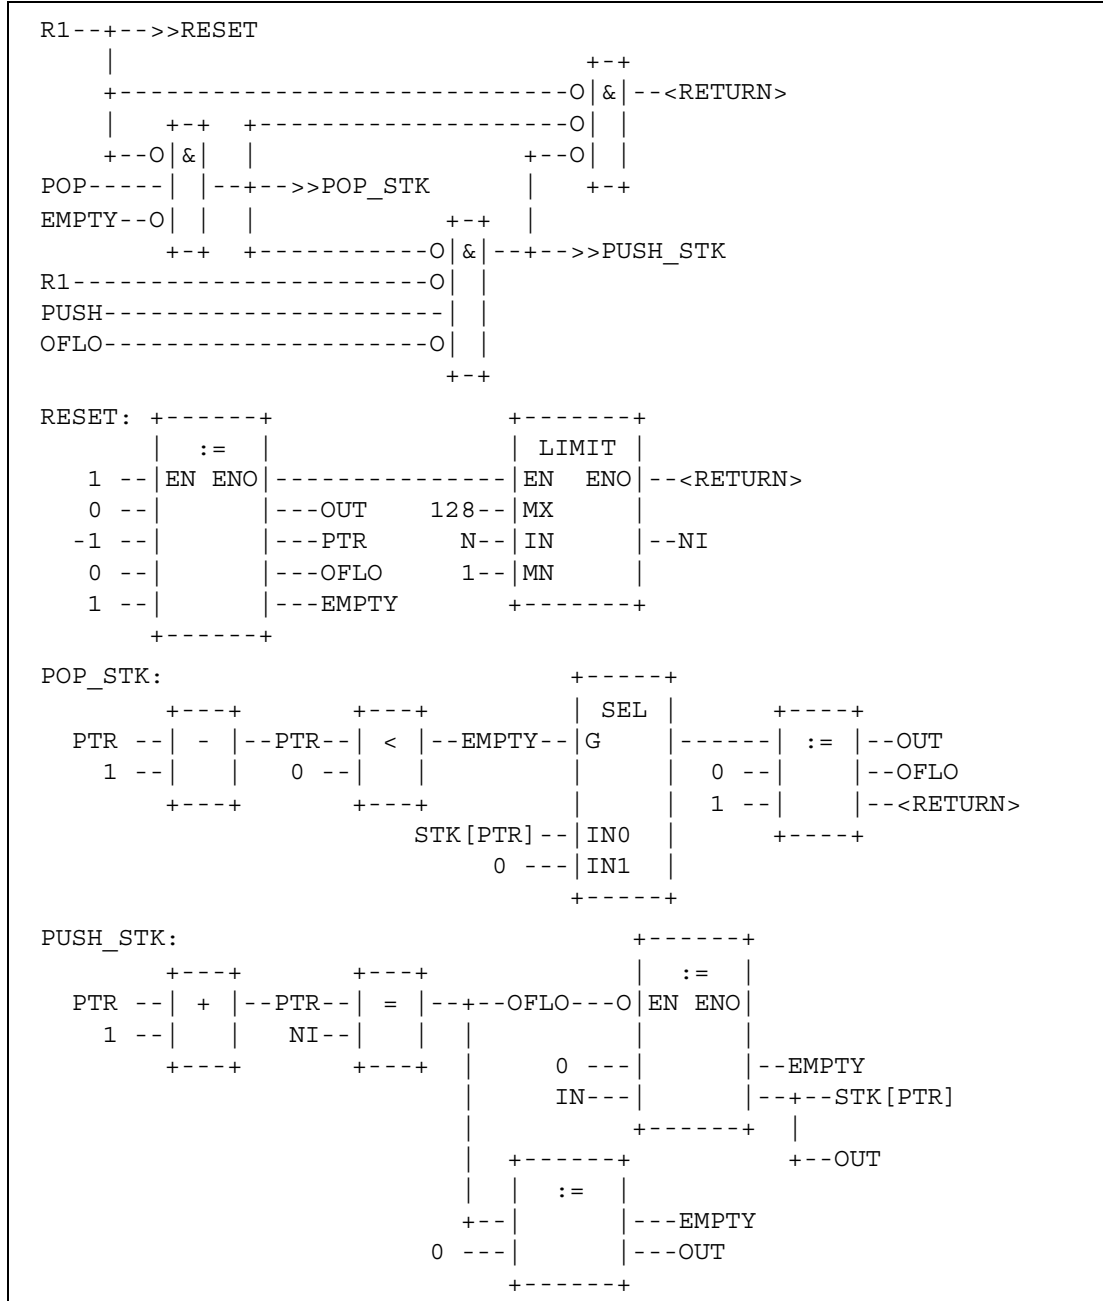 R1--+-->>RESET
    |                              +-+
    +-----------------------------O|&|--<RETURN>
    |   +-+  +--------------------O| |
    +--O|&|  |                 +--O| |
POP-----| |--+-->>POP_STK      |   +-+
EMPTY--O| |  |            +-+  |
        +-+  +-----------O|&|--+-->>PUSH_STK
R1-----------------------O| |
PUSH----------------------| |
OFLO---------------------O| |
                          +-+
RESET: +------+               +-------+
       |  :=  |               | LIMIT |
   1 --|EN ENO|---------------|EN  ENO|--<RETURN>
   0 --|      |---OUT    128--|MX     |
  -1 --|      |---PTR      N--|IN     |--NI
   0 --|      |---OFLO     1--|MN     |
   1 --|      |---EMPTY       +-------+
       +------+
POP_STK:                          +-----+
        +---+       +---+         | SEL |      +----+
  PTR --| - |--PTR--| < |--EMPTY--|G    |------| := |--OUT
    1 --|   |   0 --|   |         |     |  0 --|    |--OFLO
        +---+       +---+         |     |  1 --|    |--<RETURN>
                        STK[PTR]--|IN0  |      +----+
                             0 ---|IN1  |
                                  +-----+
PUSH_STK:                             +------+
        +---+       +---+             |  :=  |
  PTR --| + |--PTR--| = |--+--OFLO---O|EN ENO|
    1 --|   |   NI--|   |  |          |      |
        +---+       +---+  |     0 ---|      |--EMPTY
                           |     IN---|      |--+--STK[PTR]
                           |          +------+  |
                           |  +------+          +--OUT
                           |  |  :=  |
                           +--|      |---EMPTY
                         0 ---|      |---OUT
                              +------+